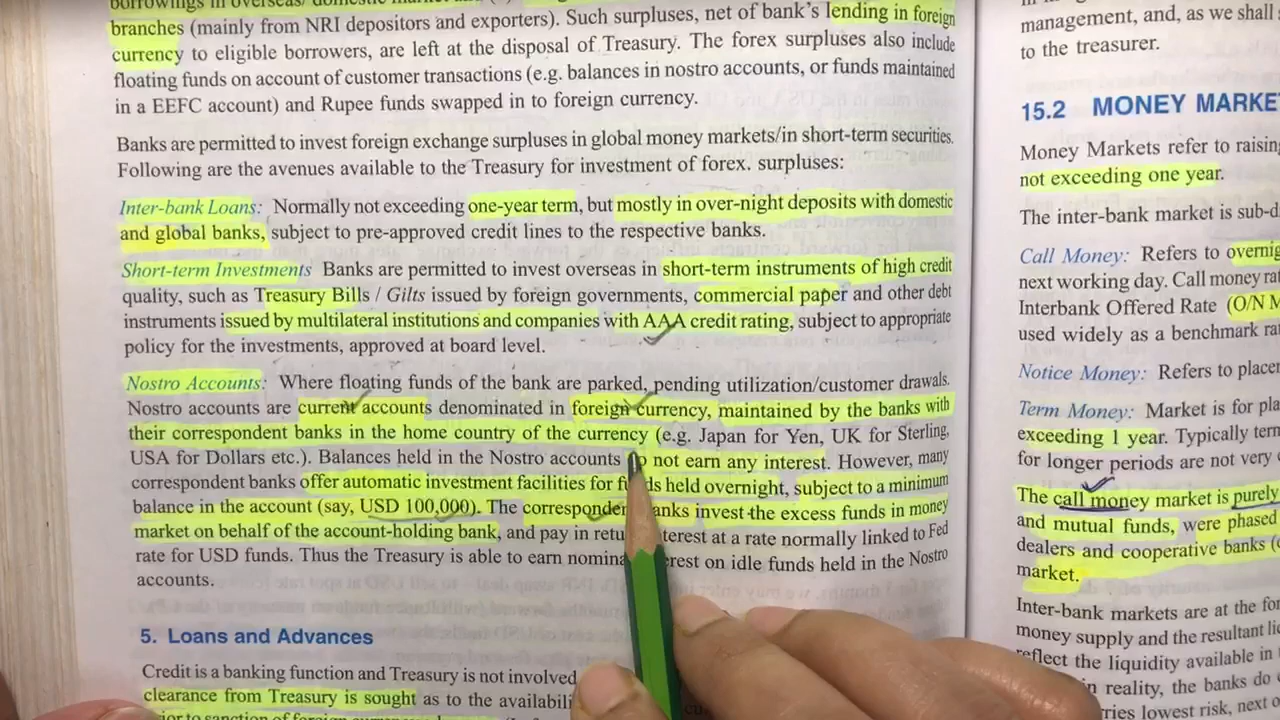 borrowings in overseas/ domestic
branches (mainly from NRI depositors and exporters). Such surpluses, net of bank's lending in foreign
currency to eligible borrowers, are left at the disposal of Treasury. The forex surpluses also include
floating funds on account of customer transactions (e.g. balances in nostro accounts, or funds maintained
in a EEFC account) and Rupee funds swapped in to foreign currency.
Banks are permitted to invest foreign exchange surpluses in global money markets/in short-term securities.
Following are the avenues available to the Treasury for investment of forex. surpluses:
Inter-bank Loans: Normally not exceeding one-year term, but mostly in over-night deposits with domestic
and global banks, subject to pre-approved credit lines to the respective banks.
Short-term Investments Banks are permitted to invest overseas in short-term instruments of high credit
quality, such as Treasury Bills / Gilts issued by foreign governments, commercial paper and other debt
instruments issued by multilateral institutions and companies with AAA credit rating, subject to appropriate
policy for the investments, approved at board level.
Nostro Accounts: Where floating funds of the bank are parked, pending utilization/customer drawals.
Nostro accounts are current accounts denominated in foreign currency, maintained by the banks with
their correspondent banks in the home country of the currency (e.g. Japan for Yen, UK for Sterling,
USA for Dollars etc.). Balances held in the Nostro accounts not earn any interest. However, many
correspondent banks offer automatic investment facilities for held overnight, subject to a minimum
balance in the account (say, USD 100,000). The invest the excess funds in money
market on behalf of the account-holding bank, and pay in at a rate normally linked to Fed
rate for USD funds. Thus the Treasury is able to earn on idle funds held in the Nostro
accounts.
5. Loans and Advances
Credit is a banking function and Treasury is not involved
clearance from Treasury is sought as to the
management, and, as we shall
to the treasurer.
15.2 MONEY
Money Markets refer to raising
not exceeding one year.
The inter-bank market is
Call Money: Refers to
next working day. Call money
Interbank Offered Rate (O/N
used widely as a benchmark
Notice Money: Refers to
Term Money: Market is for
exceeding 1 year. Typically
for longer periods are not very
The call money market is purely
and mutual funds, were phased
dealers and cooperative banks
market.
Inter-bank markets are at the
money supply and the resultant
reflect the liquidity available in
in reality, the banks do
lowest risk, next